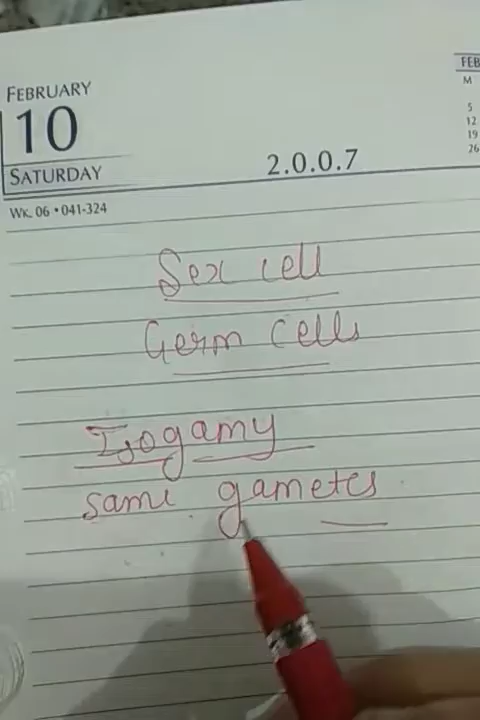 FEBRUARY
10
SATURDAY
2.0.0.7
Wk. 06 • 041-324
FEB
M
5
12
19
26
Sex cell
Germ cells
Isogamy
same gametes